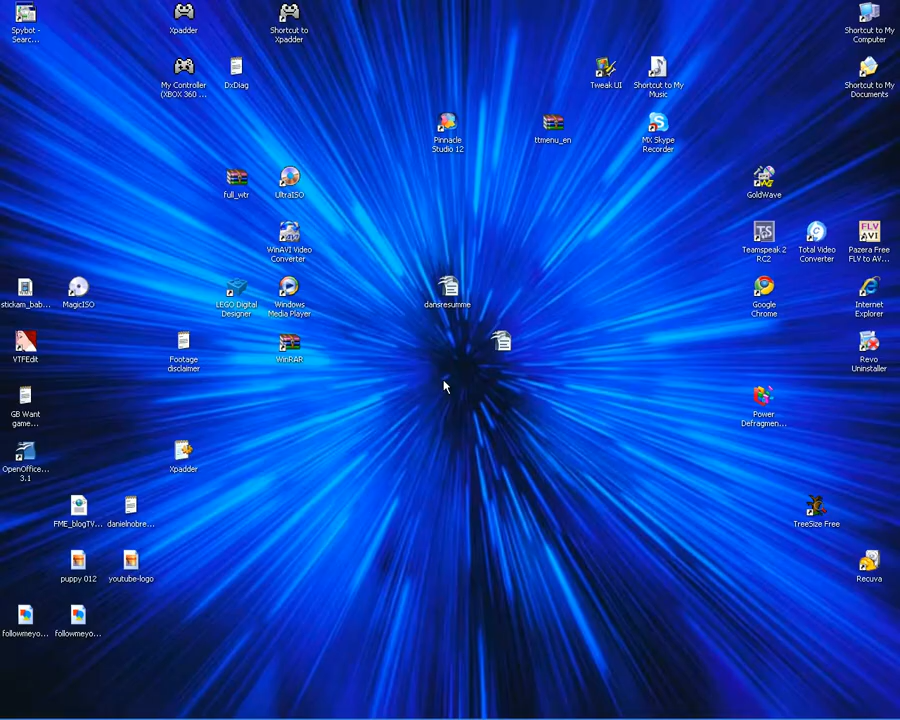 Spybot -
Searc...
Xpadder
Shortcut to
Xpadder
Shortcut to My
Computer
My Controller
(XBOX 360 ...
DxDiag
Tweak UI
Shortcut to My
Music
Shortcut to My
Documents
Pinnacle
Studio 12
ttmenu_en
MX Skype
Recorder
full_wtr
UltraISO
GoldWave
WinAVI Video
Converter
Teamspeak 2
RC2
Total Video
Converter
Pazera Free
FLV to AV...
stickam_bab...
MagicISO
LEGO Digital
Designer
Windows
Media Player
dansresumme
Google
Chrome
Internet
Explorer
VTFEdit
Footage
disclaimer
WinRAR
Revo
Uninstaller
GB Want
game...
Power
Defragmen...
OpenOffice...
3.1
Xpadder
FME_blogTV...
danielnobre...
TreeSize Free
puppy 012
youtube-logo
Recuva
followmeyo...
followmeyo...